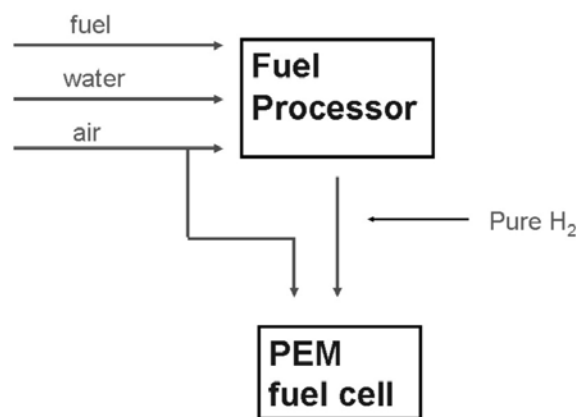 fuel
water
air
Fuel
Processor
Pure H₂
PEM
fuel cell